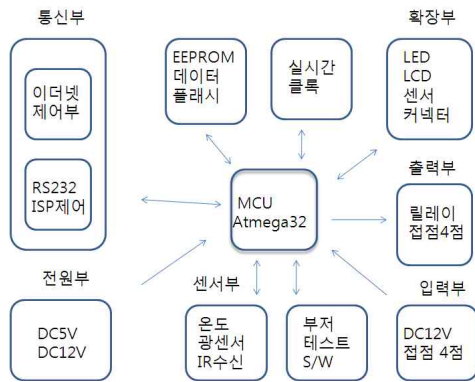 통신부
확장부
이더넷
제어부
RS232
ISP제어
EEPROM
데이터
플래시
실시간
클록
LED
LCD
센서
커넥터
MCU
Atmega32
출력부
릴레이
접점4점
전원부
DC5V
DC12V
센서부
온도
광센서
IR수신
부저
테스트
S/W
입력부
DC12V
접점 4점